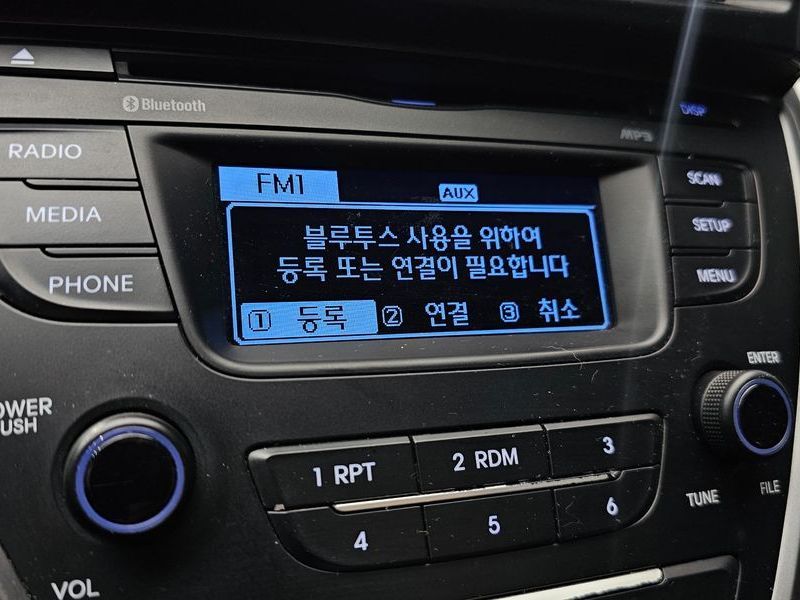 Bluetooth
DISP
MP3
RADIO
MEDIA
PHONE
FM1
AUX
블루투스 사용을 위하여
등록 또는 연결이 필요합니다
1 등록 2 연결 3 취소
SCAN
SETUP
MENU
ENTER
POWER
PUSH
1 RPT
2 RDM
3
4
5
6
TUNE
FILE
VOL